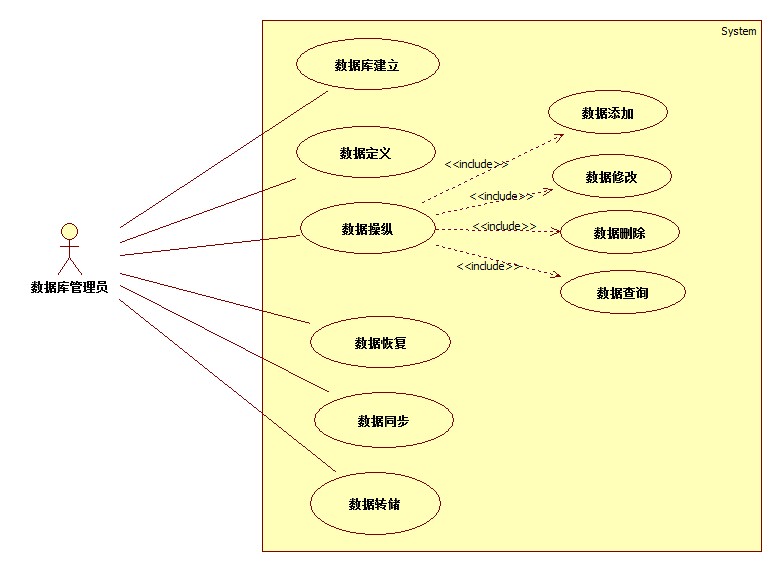 System
数据库建立
数据添加
数据定义
<<include>>
数据修改
<<include>>
数据操纵
<<include>>
数据删除
<<include>>
数据查询
数据库管理员
数据恢复
数据同步
数据转储